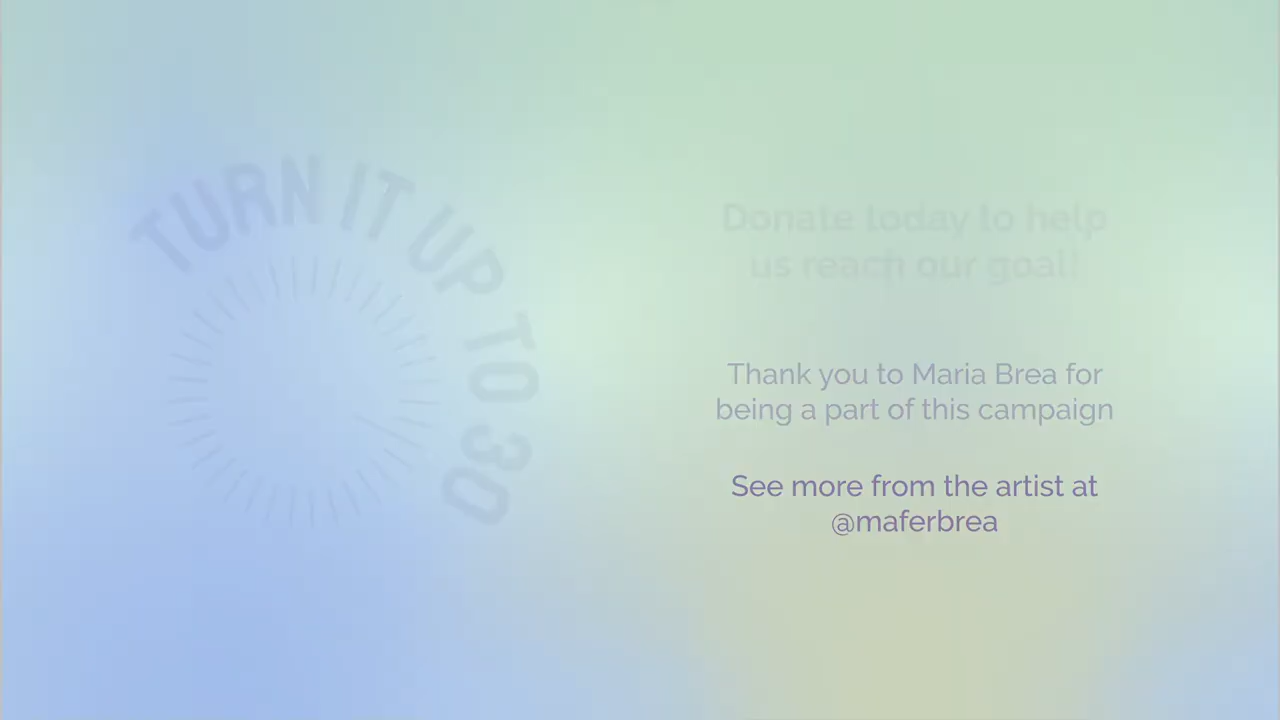 TURN IT UP TO 30
Donate today to help
us reach our goal!
Thank you to Maria Brea for
being a part of this campaign
See more from the artist at
@maferbrea